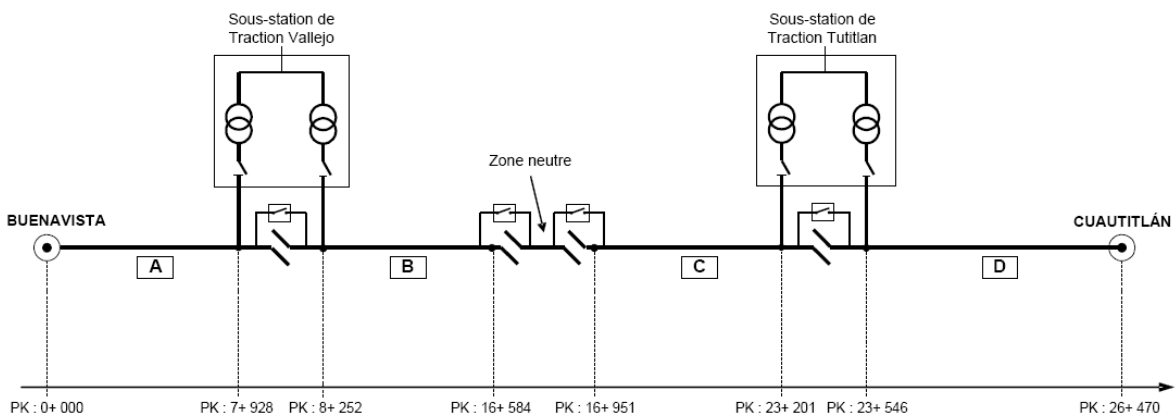 Sous-station de
Traction Vallejo
Sous-station de
Traction Tutitlan
Zone neutre
BUENAVISTA
CUAUTITLÁN
A
B
C
D
PK : 0+ 000
PK : 7+ 928
PK : 8+ 252
PK : 16+ 584
PK : 16+ 951
PK : 23+ 201
PK : 23+ 546
PK : 26+ 470